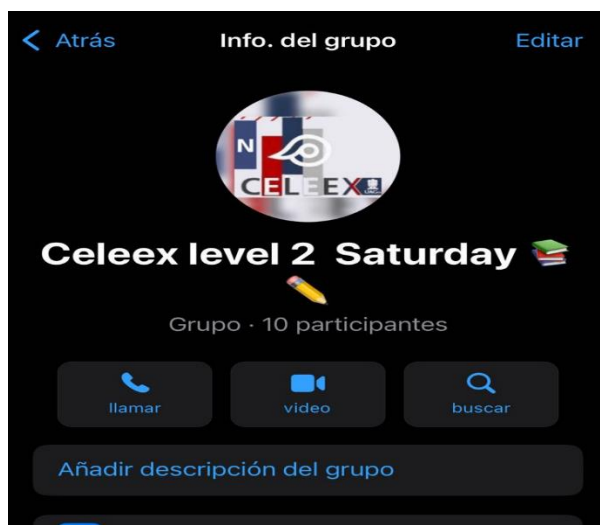 Atrás Info. del grupo Editar
N
CELEEX
Celeex level 2 Saturday 📚
✏️
Grupo · 10 participantes
llamar video buscar
Añadir descripción del grupo